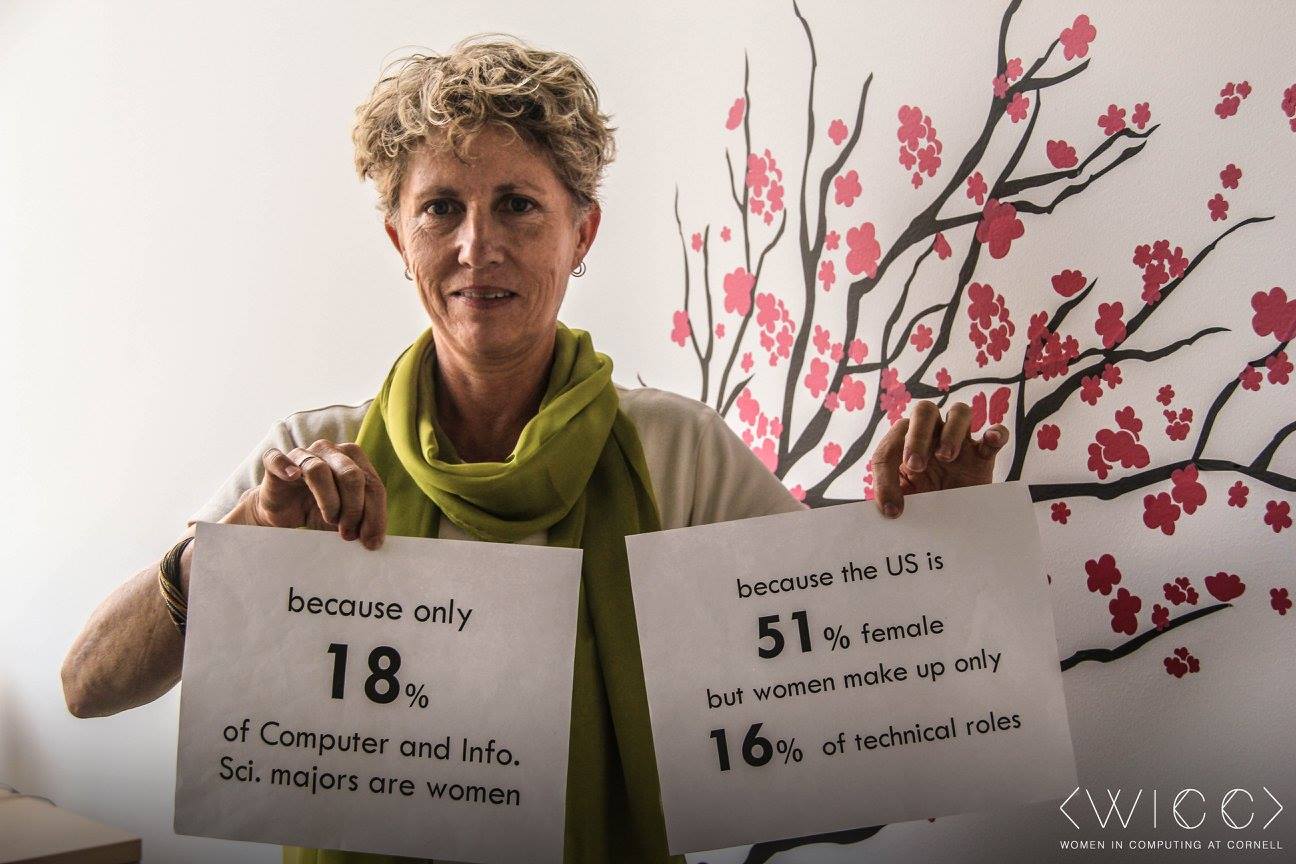 because only
18%
of Computer and Info.
Sci. majors are women
because the US is
51% female
but women make up only
16% of technical roles
<WICC>
WOMEN IN COMPUTING AT CORNELL